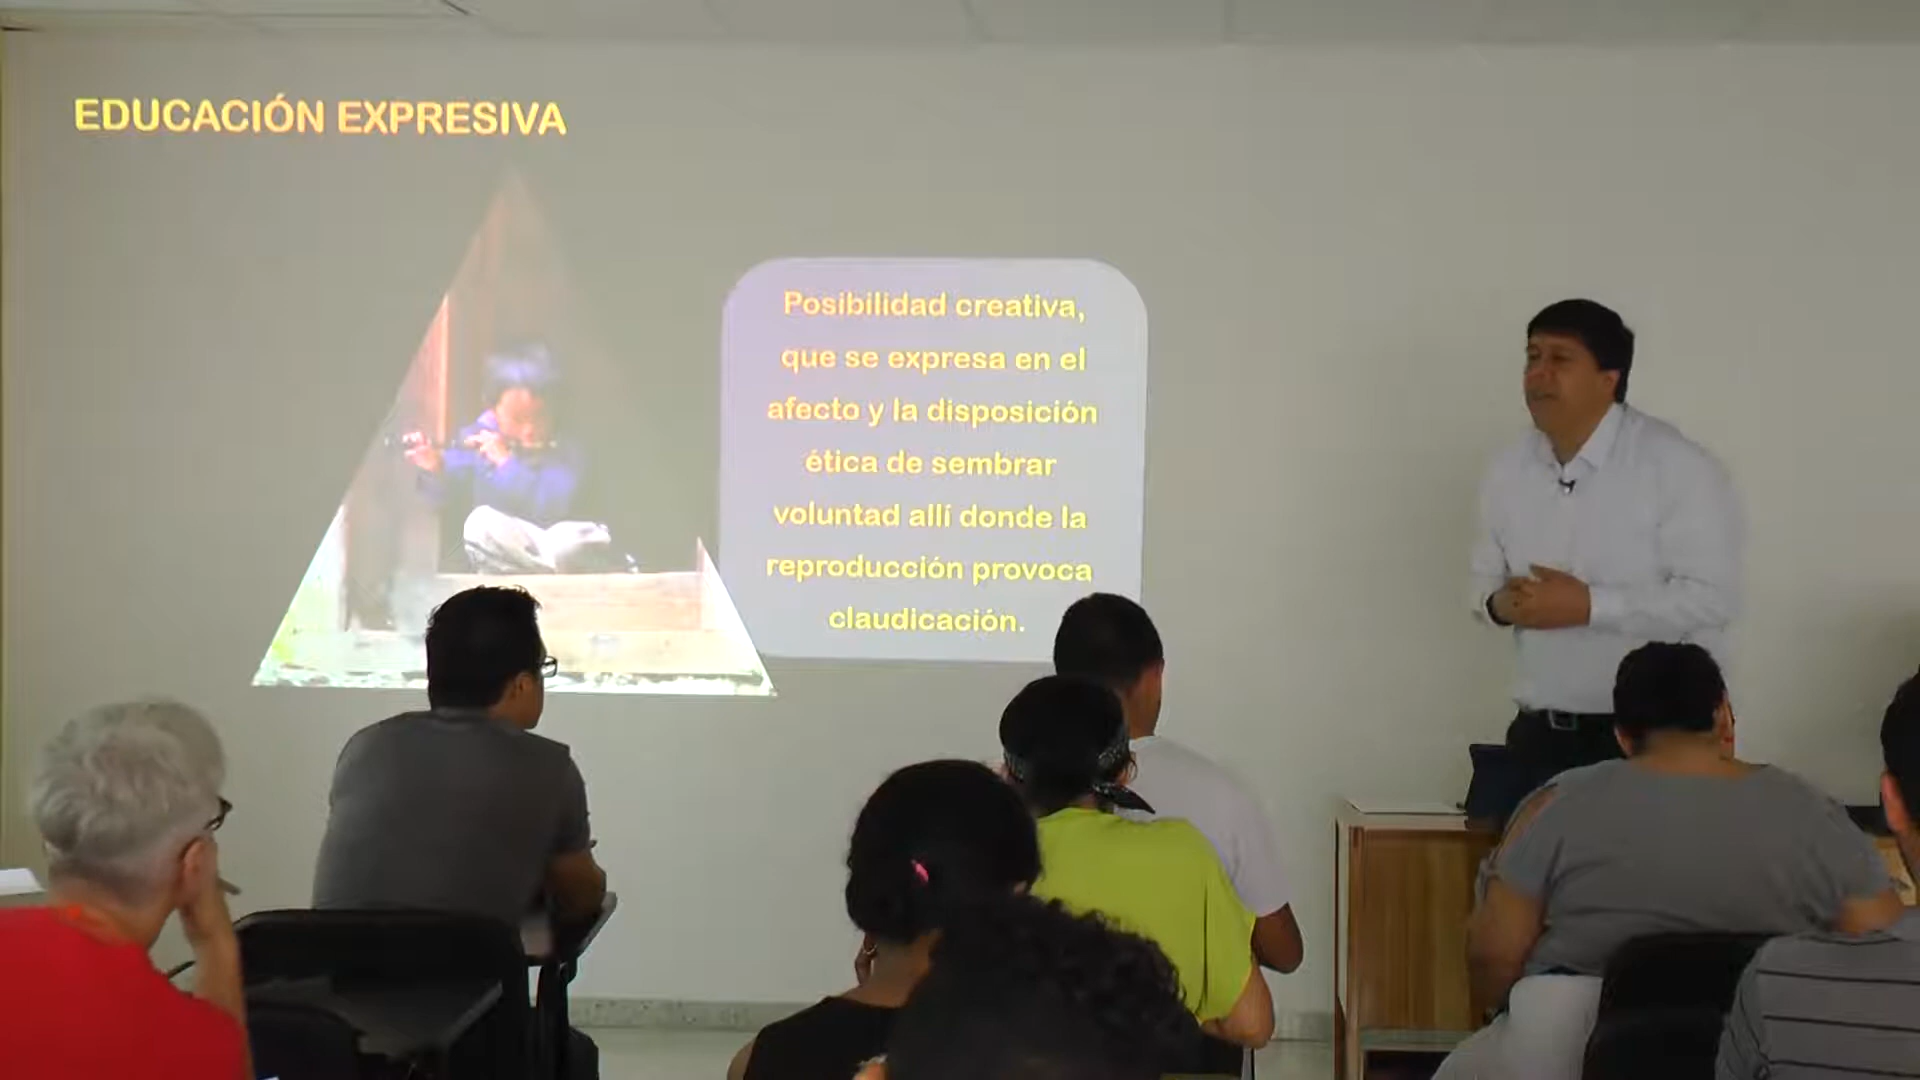 EDUCACIÓN EXPRESIVA
Posibilidad creativa,
que se expresa en el
afecto y la disposición
ética de sembrar
voluntad allí donde la
reproducción provoca
claudicación.